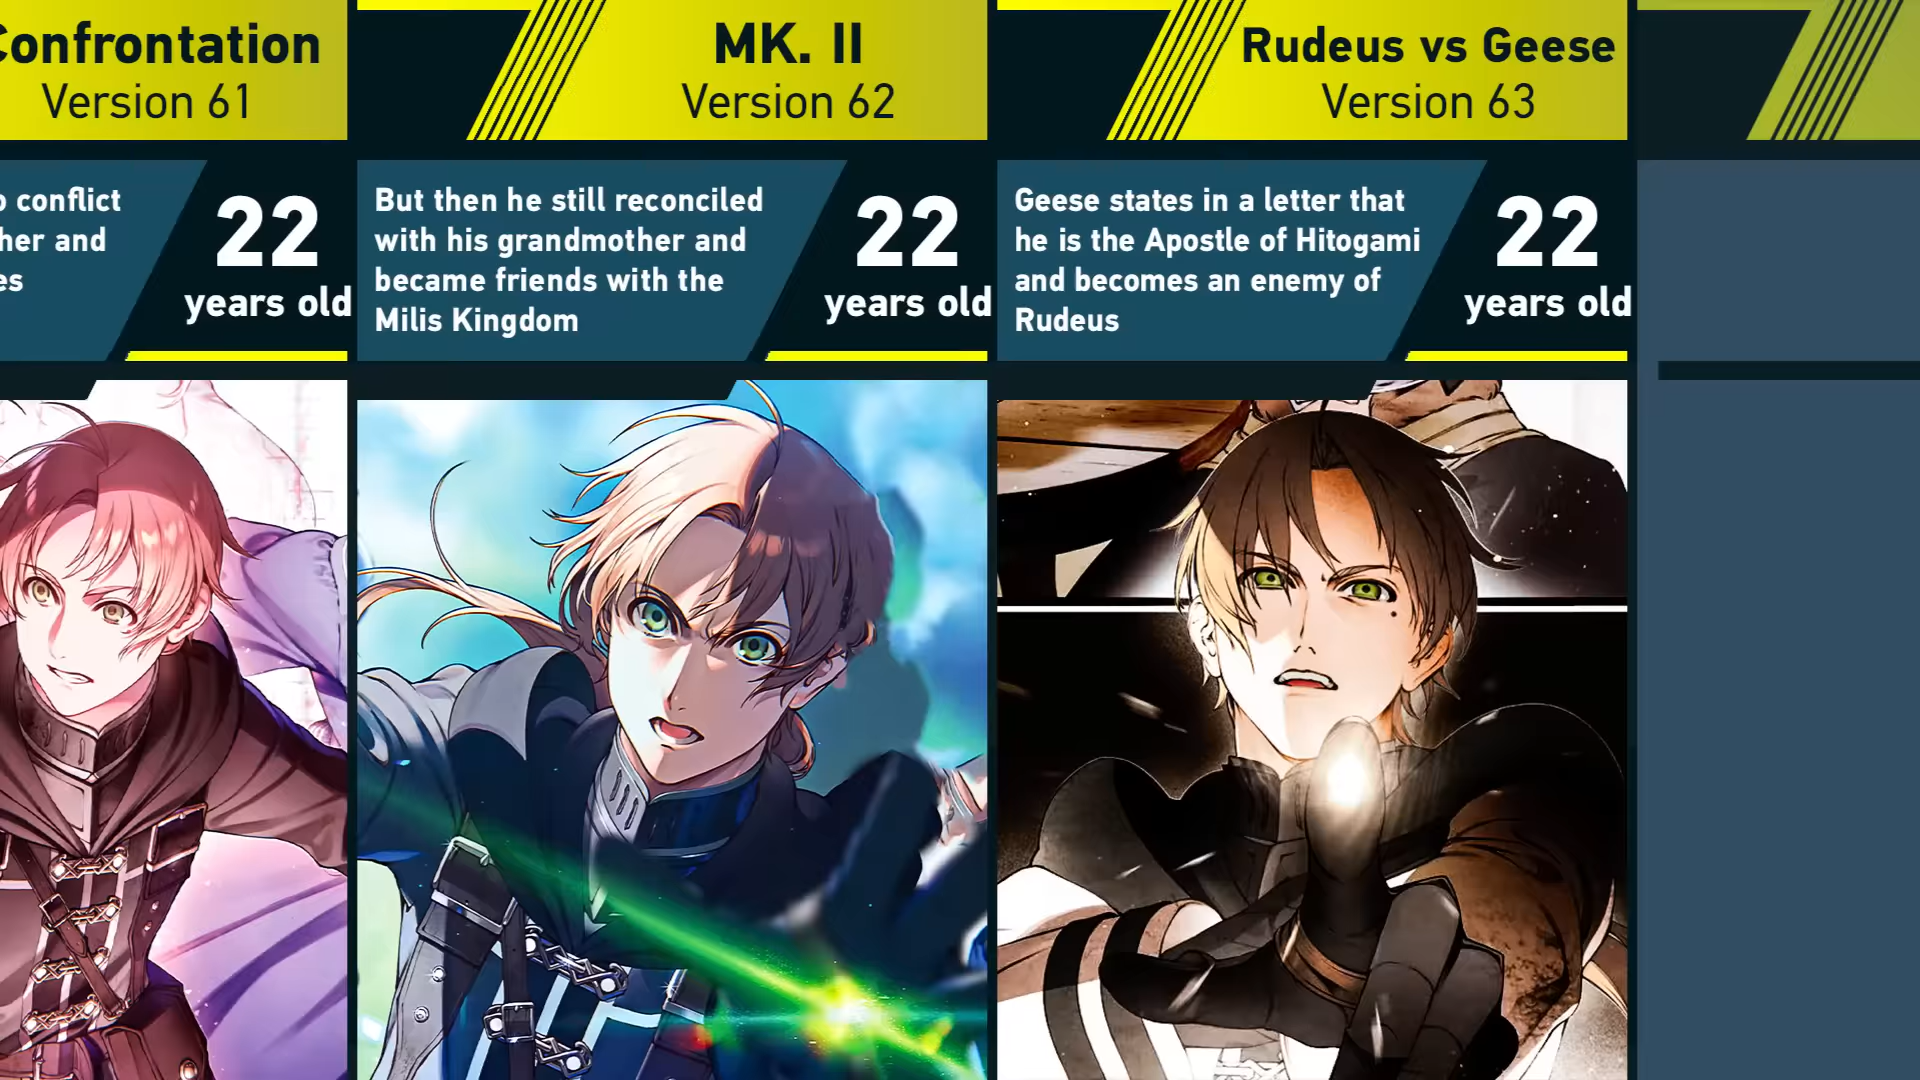 Confrontation
Version 61
conflict
and
22
years old
MK. II
Version 62
But then he still reconciled
with his grandmother and
became friends with the
Milis Kingdom
22
years old
Rudeus vs Geese
Version 63
Geese states in a letter that
he is the Apostle of Hitogami
and becomes an enemy of
Rudeus
22
years old